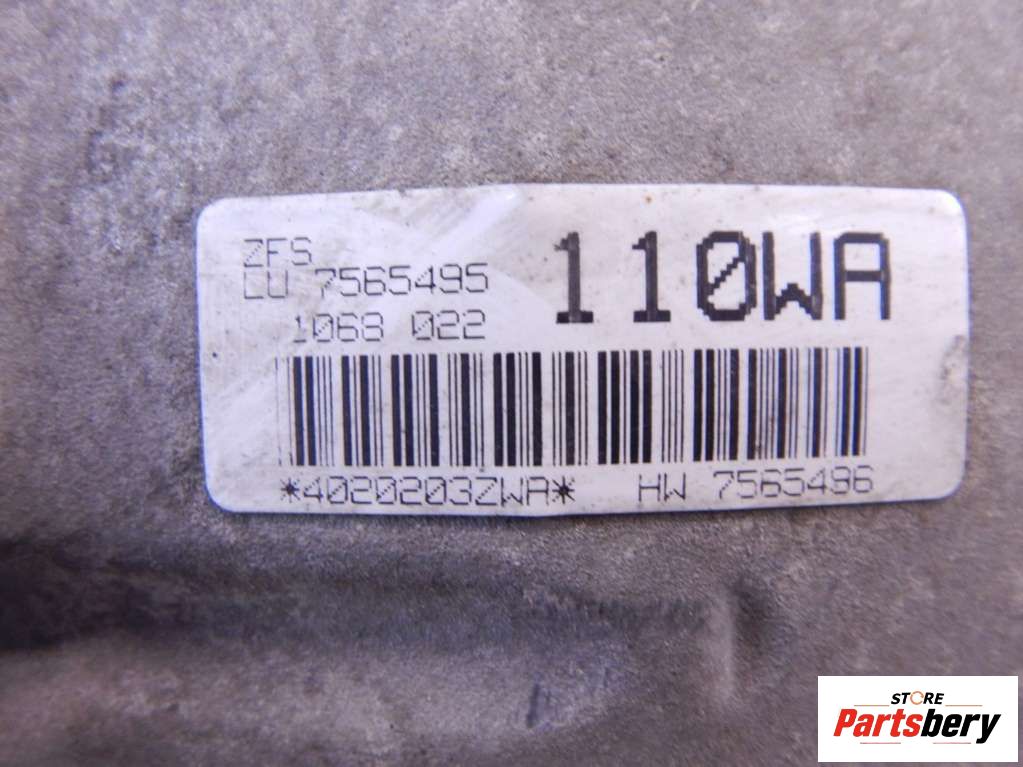 ZFS
LU 7565495
1068 022
110WA
*4020203ZWA* HW 7565496
STORE
Partsbery